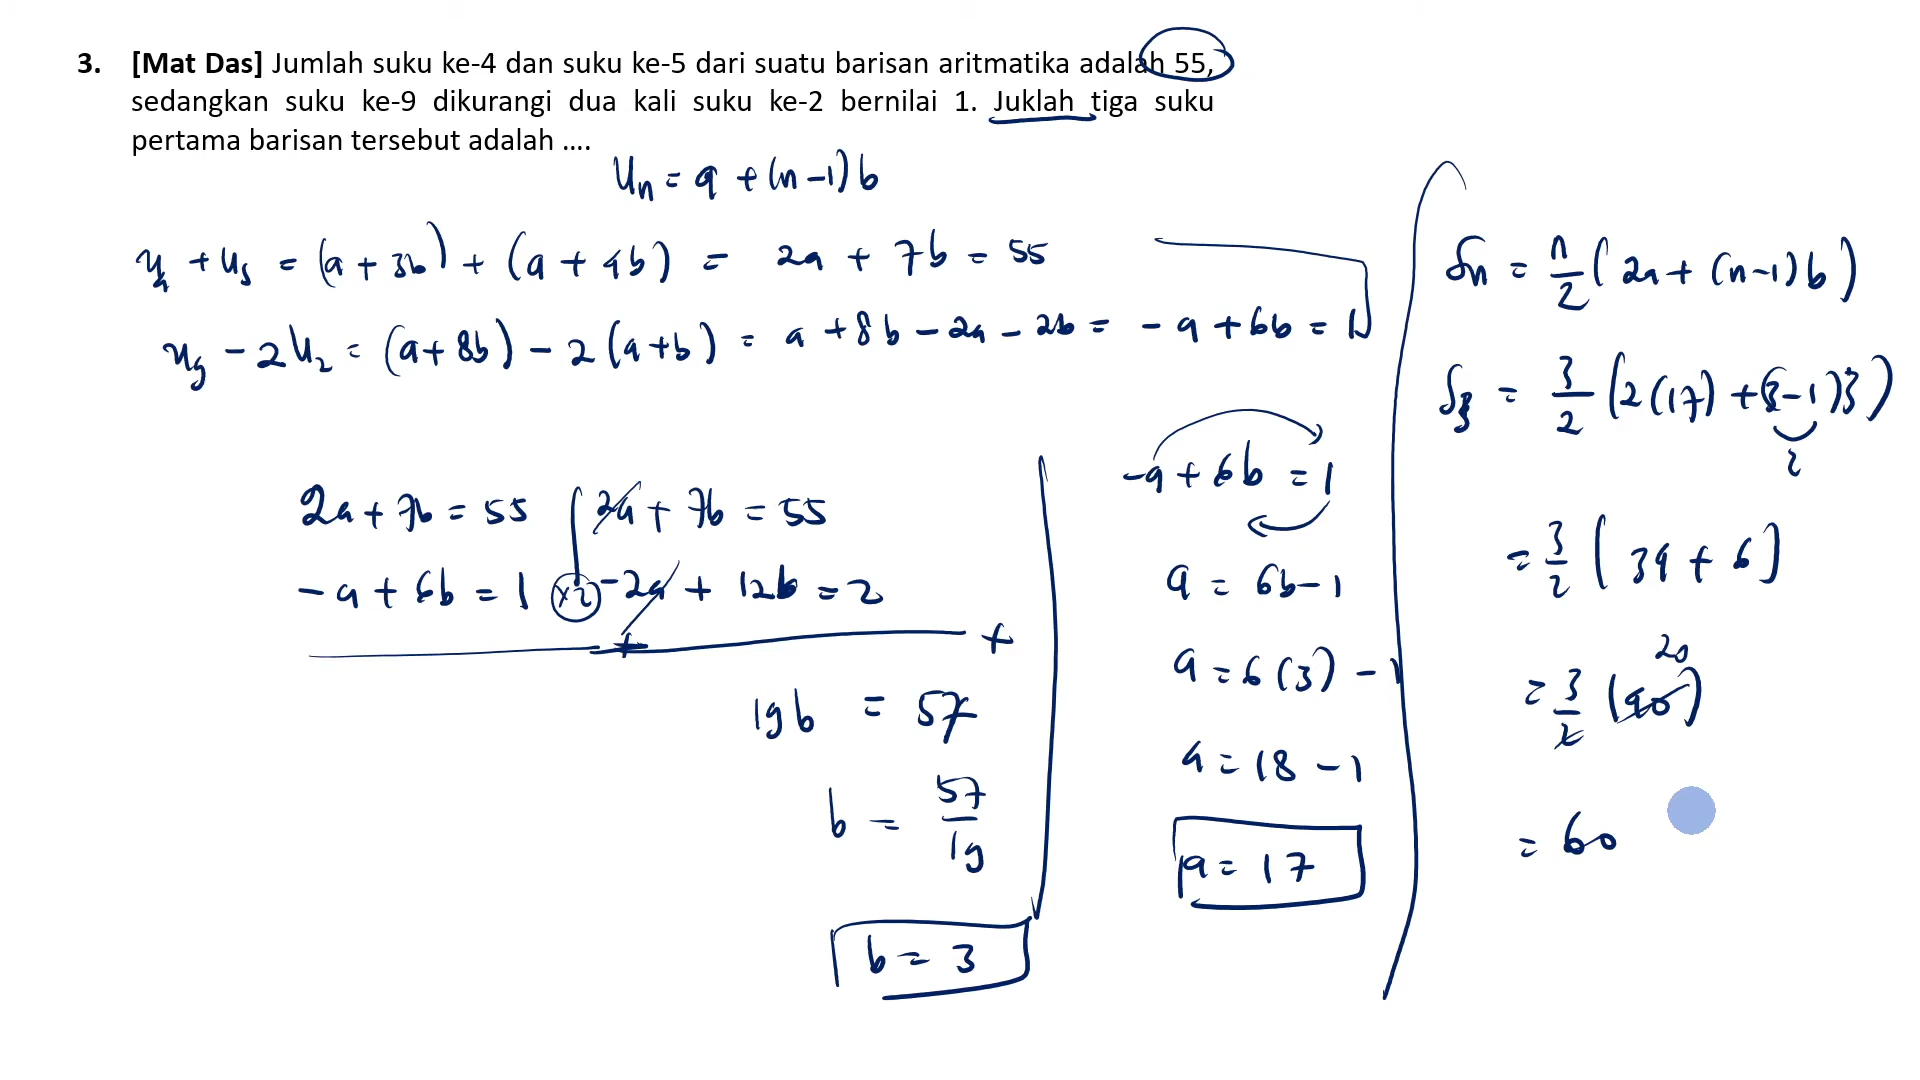 3. [Mat Das] Jumlah suku ke-4 dan suku ke-5 dari suatu barisan aritmatika adalah 55,
sedangkan suku ke-9 dikurangi dua kali suku ke-2 bernilai 1. Juklah tiga suku
pertama barisan tersebut adalah ....
Un = a + (n-1)b
U4 + U5 = (a + 3b) + (a + 4b) = 2a + 7b = 55
U9 - 2U2 = (a + 8b) - 2(a+b) = a + 8b - 2a - 2b = -a + 6b = 1
2a + 7b = 55
-a + 6b = 1 ×2
2a + 7b = 55
-2a + 12b = 2
+
19b = 57
b = 57/19
b = 3
-a + 6b = 1
a = 6b - 1
a = 6(3) - 1
a = 18 - 1
a = 17
Sn = n/2 (2a + (n-1)b)
S3 = 3/2 (2(17) + (3-1)3)
2
= 3/2 (34 + 6)
= 3/2 (40)
20
= 60